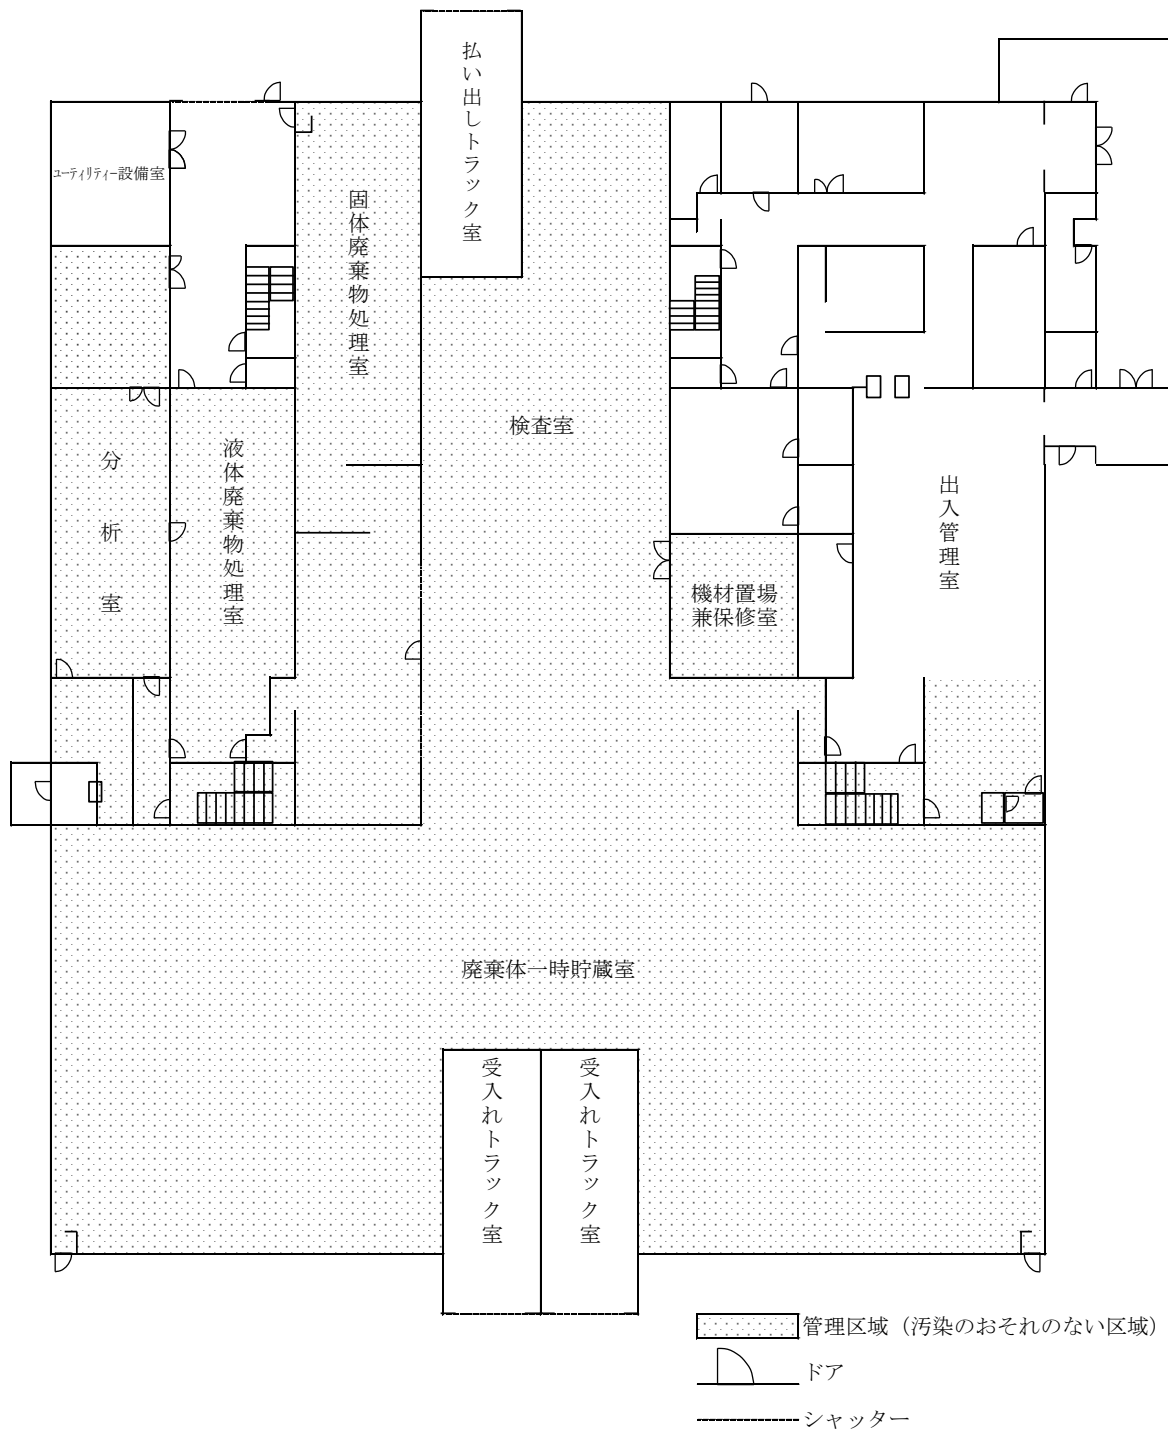 払い出しトラック室
ユーティリティー設備室
固体廃棄物処理室
検査室
分析室
液体廃棄物処理室
出入管理室
機材置場
兼保修室
廃棄体一時貯蔵室
受入れトラック室
受入れトラック室
管理区域（汚染のおそれのない区域）
ドア
シャッター